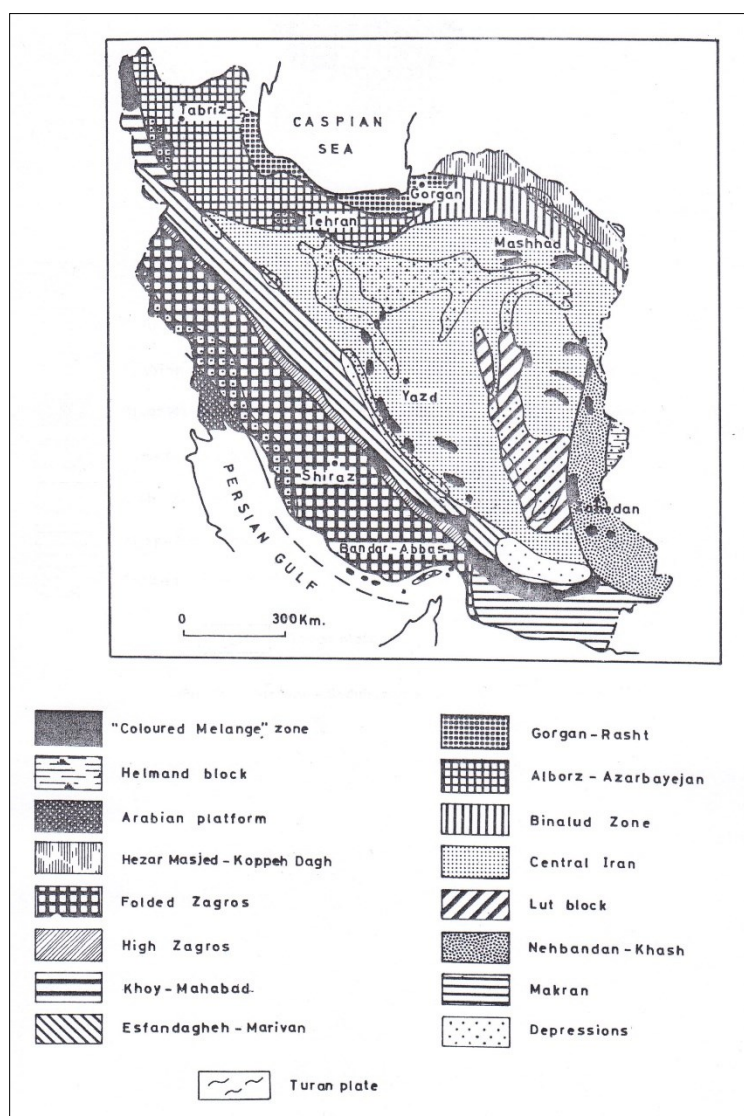 Tabriz
CASPIAN
SEA
Gorgan
Tehran
Mashhad
Yazd
Shiraz
PERSIAN GULF
Bandar-Abbas
0 300 Km.
"Coloured Melange" zone
Helmand block
Arabian platform
Hezar Masjed-Koppeh Dagh
Folded Zagros
High Zagros
Khoy-Mahabad
Esfandagheh-Marivan
Gorgan-Rasht
Alborz-Azarbayejan
Binalud Zone
Central Iran
Lut block
Nehbandan-Khash
Makran
Depressions
Turan plate